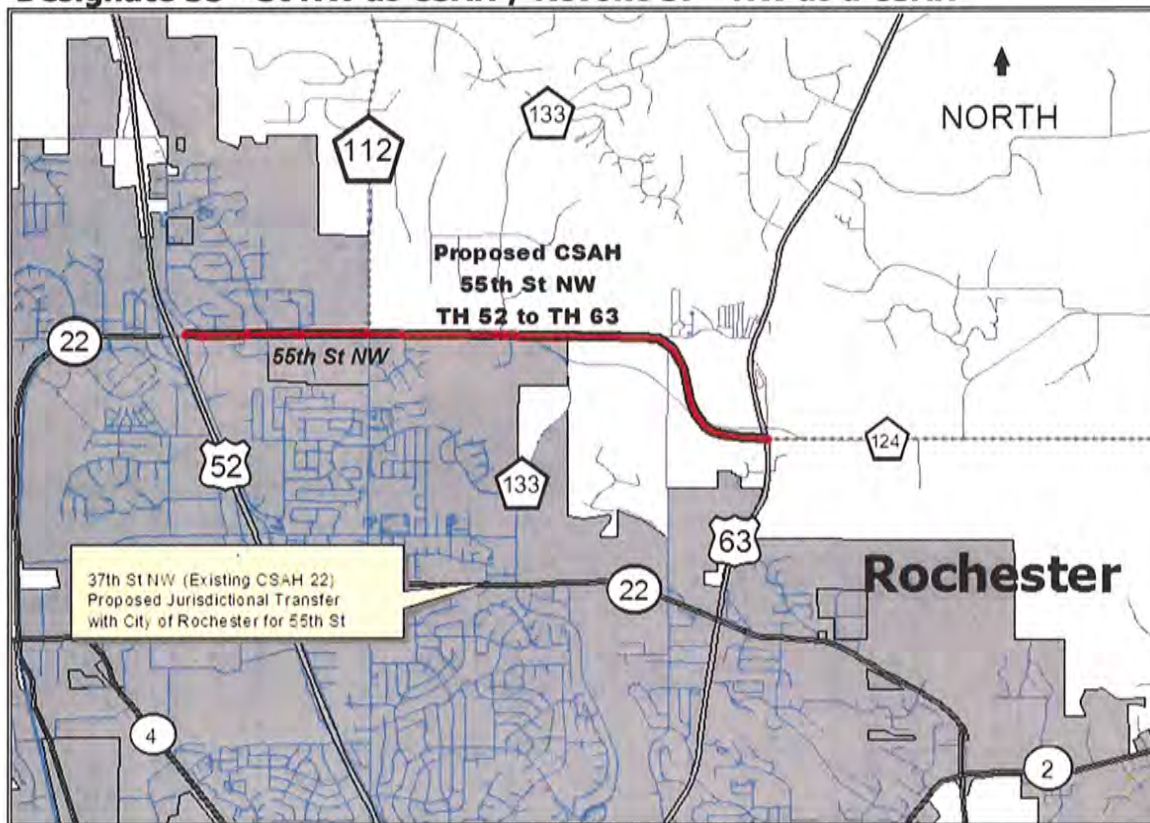 133
NORTH
112
Proposed CSAH
55th St NW
TH 52 to TH 63
22
55th St NW
124
52
133
63
37th St NW (Existing CSAH 22)
Proposed Jurisdictional Transfer
with City of Rochester for 55th St
22
Rochester
4
2